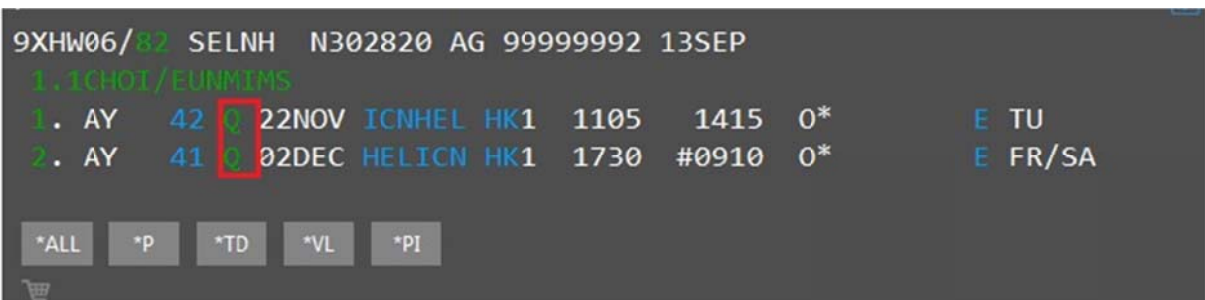 9XHW06/82 SELNH N302820 AG 99999992 13SEP
1.1CHOI/EUNMIMS
1. AY 42 Q 22NOV ICNHEL HK1 1105 1415 O* E TU
2. AY 41 Q 02DEC HELICN HK1 1730 #0910 O* E FR/SA
*ALL *P *TD *VL *PI